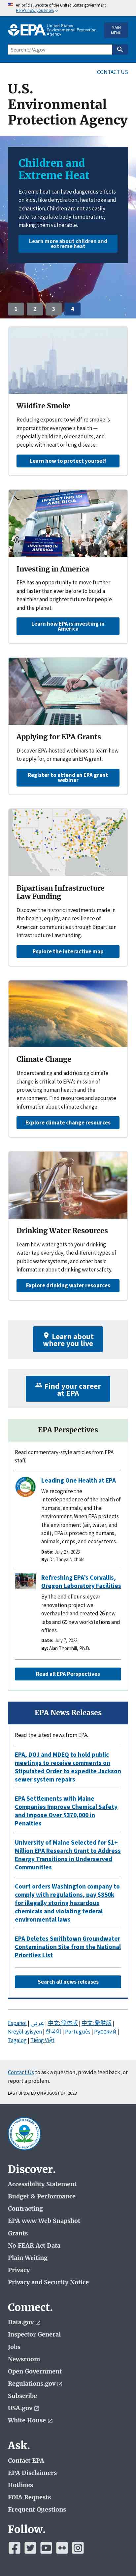 An official website of the United States government
Here's how you know
EPA United States
Environmental Protection
Agency
MAIN
MENU
Search EPA.gov
CONTACT US
U.S.
Environmental
Protection Agency
Children and
Extreme Heat
Extreme heat can have dangerous effects
on kids, like dehydration, heatstroke and
heat exhaustion. Children are not as easily
able to regulate body temperature,
making them vulnerable.
Learn more about children and
extreme heat
1 2 3 4
Wildfire Smoke
Reducing exposure to wildfire smoke is
important for everyone's health —
especially children, older adults, and
people with heart or lung disease.
Learn how to protect yourself
INVESTING IN
AMERICA
INVESTING IN
AMERICA
Investing in America
EPA has an opportunity to move further
and faster than ever before to build a
better and brighter future for people and
the planet.
Learn how EPA is investing in
America
Applying for EPA Grants
Discover EPA-hosted webinars to learn how
to apply for, or manage an EPA grant.
Register to attend an EPA grant
webinar
Bipartisan Infrastructure
Law Funding
Discover the historic investments made in
the health, equity, and resilience of
American communities through Bipartisan
Infrastructure Law funding.
Explore the interactive map
Climate Change
Understanding and addressing climate
change is critical to EPA's mission of
protecting human health and the
environment. Find resources and accurate
information about climate change.
Explore climate change resources
Drinking Water Resources
Learn how water gets to your drinking
water tap every day, the different types of
potable water, and other basic
information about drinking water safety.
Explore drinking water resources
Learn about
where you live
Find your career
at EPA
EPA Perspectives
Read commentary-style articles from EPA
staff.
Leading One Health at EPA
We recognize the
interdependence of the health
of humans, animals, and the
environment. When EPA protects
the environment (air, water, and
soil), EPA is protecting humans,
animals, crops, and ecosystems.
Date: July 27, 2023
By: Dr. Tonya Nichols
Refreshing EPA's Corvallis,
Oregon Laboratory Facilities
By the end of our six year
renovation project we
overhauled and created 26 new
labs and 69 new workstations and
offices.
Date: July 7, 2023
By: Alan Thornhill, Ph.D.
Read all EPA Perspectives
EPA News Releases
Read the latest news from EPA.
EPA, DOJ and MDEQ to hold public
meetings to receive comments on
Stipulated Order to expedite Jackson
sewer system repairs
EPA Settlements with Maine
Companies Improve Chemical Safety
and Impose Over $370,000 in
Penalties
University of Maine Selected for $1+
Million EPA Research Grant to Address
Energy Transitions in Underserved
Communities
Court orders Washington company to
comply with regulations, pay $850k
for illegally storing hazardous
chemicals and violating federal
environmental laws
EPA Deletes Smithtown Groundwater
Contamination Site from the National
Priorities List
Search all news releases
Español | عربى | 中文: 简体版 | 中文: 繁體版 |
Kreyòl ayisyen | 한국어 | Português | Русский |
Tagalog | Tiếng Việt
Contact Us to ask a question, provide feedback, or
report a problem.
LAST UPDATED ON AUGUST 17, 2023
Discover.
Accessibility Statement
Budget & Performance
Contracting
EPA www Web Snapshot
Grants
No FEAR Act Data
Plain Writing
Privacy
Privacy and Security Notice
Connect.
Data.gov
Inspector General
Jobs
Newsroom
Open Government
Regulations.gov
Subscribe
USA.gov
White House
Ask.
Contact EPA
EPA Disclaimers
Hotlines
FOIA Requests
Frequent Questions
Follow.